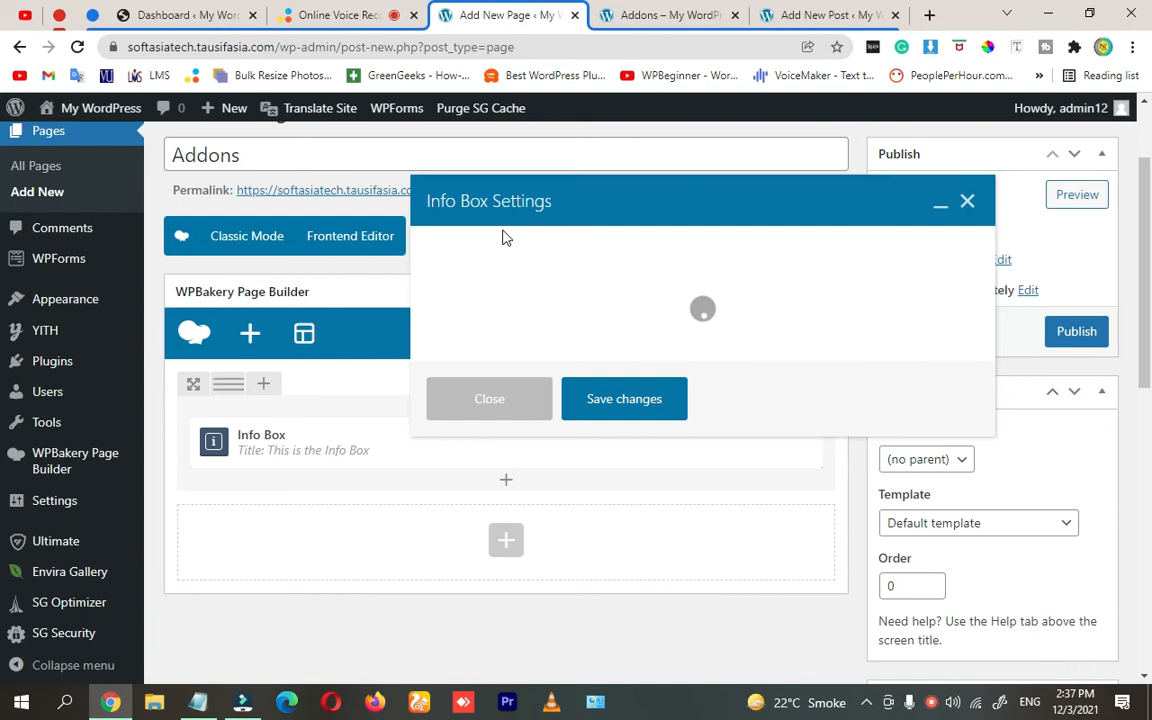 Dashboard ‹ My Wor
Online Voice Rec
Add New Page ‹ My W
Addons – My WordPr
Add New Post ‹ My W
softasiatech.tausifasia.com/wp-admin/post-new.php?post_type=page
LMS
Bulk Resize Photos...
GreenGeeks - How-...
Best WordPress Plu...
WPBeginner - Wor...
VoiceMaker - Text t...
PeoplePerHour.com...
»
Reading list
My WordPress
0
New
Translate Site
WPForms
Purge SG Cache
Howdy, admin12
Pages
All Pages
Add New
Comments
WPForms
Appearance
YITH
Plugins
Users
Tools
WPBakery Page
Builder
Settings
Ultimate
Envira Gallery
SG Optimizer
SG Security
Collapse menu
Addons
Permalink: https://softasiatech.tausifasia.co
Classic Mode
Frontend Editor
WPBakery Page Builder
Info Box
Title: This is the Info Box
Info Box Settings
Close
Save changes
Publish
Preview
Edit
ely Edit
Publish
(no parent)
Template
Default template
Order
0
Need help? Use the Help tab above the
screen title.
22°C Smoke
ENG
2:37 PM
12/3/2021